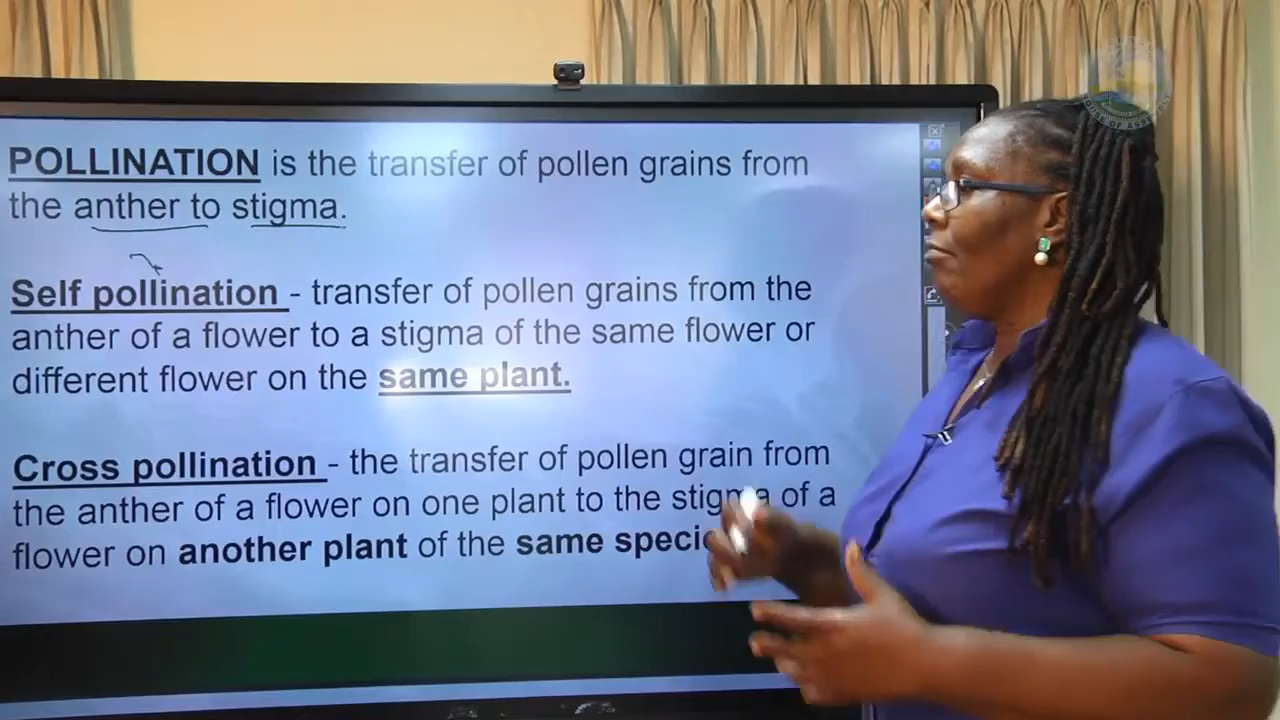 POLLINATION is the transfer of pollen grains from
the anther to stigma.
Self pollination - transfer of pollen grains from the
anther of a flower to a stigma of the same flower or
different flower on the same plant.
Cross pollination - the transfer of pollen grain from
the anther of a flower on one plant to the stigma of a
flower on another plant of the same